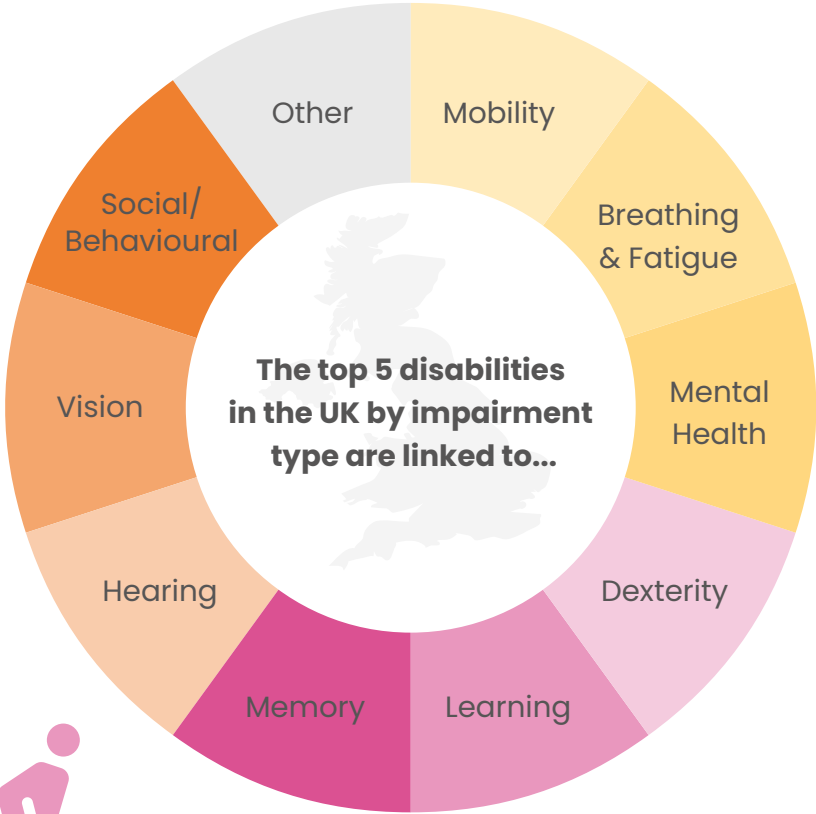 Other
Mobility
Social/
Behavioural
Breathing
& Fatigue
The top 5 disabilities
in the UK by impairment
type are linked to...
Vision
Mental
Health
Hearing
Dexterity
Memory
Learning